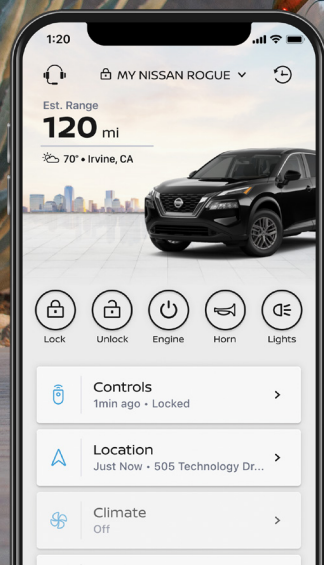 1:20
MY NISSAN ROGUE
Est. Range
120 mi
70° • Irvine, CA
Lock
Unlock
Engine
Horn
Lights
Controls
1min ago • Locked
Location
Just Now • 505 Technology Dr...
Climate
Off